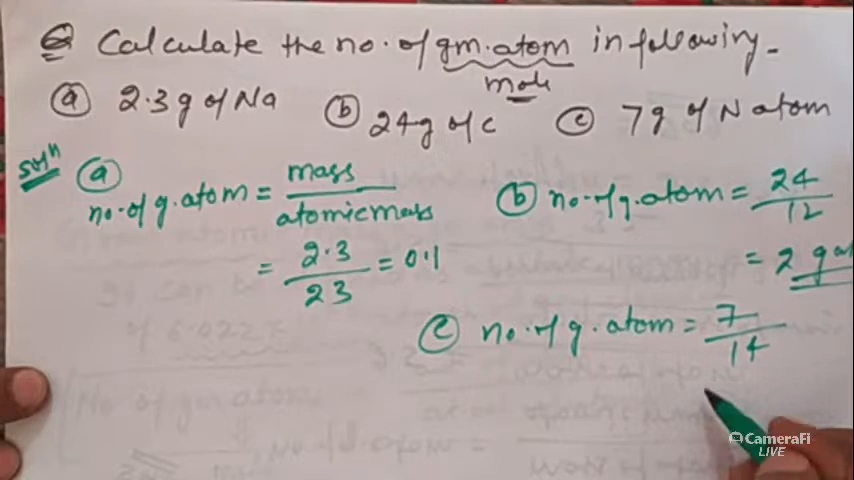 Q Calculate the no. of gm. atom in following -
mole
(a) 2.3 g of Na (b) 24 g of C (c) 7 g of N atom
Solⁿ (a)
no. of g. atom = mass / atomic mass
= 2.3 / 23 = 0.1
(b) no. of g. atom = 24 / 12
= 2
(c) no. of g. atom = 7 / 14
CameraFi
LIVE